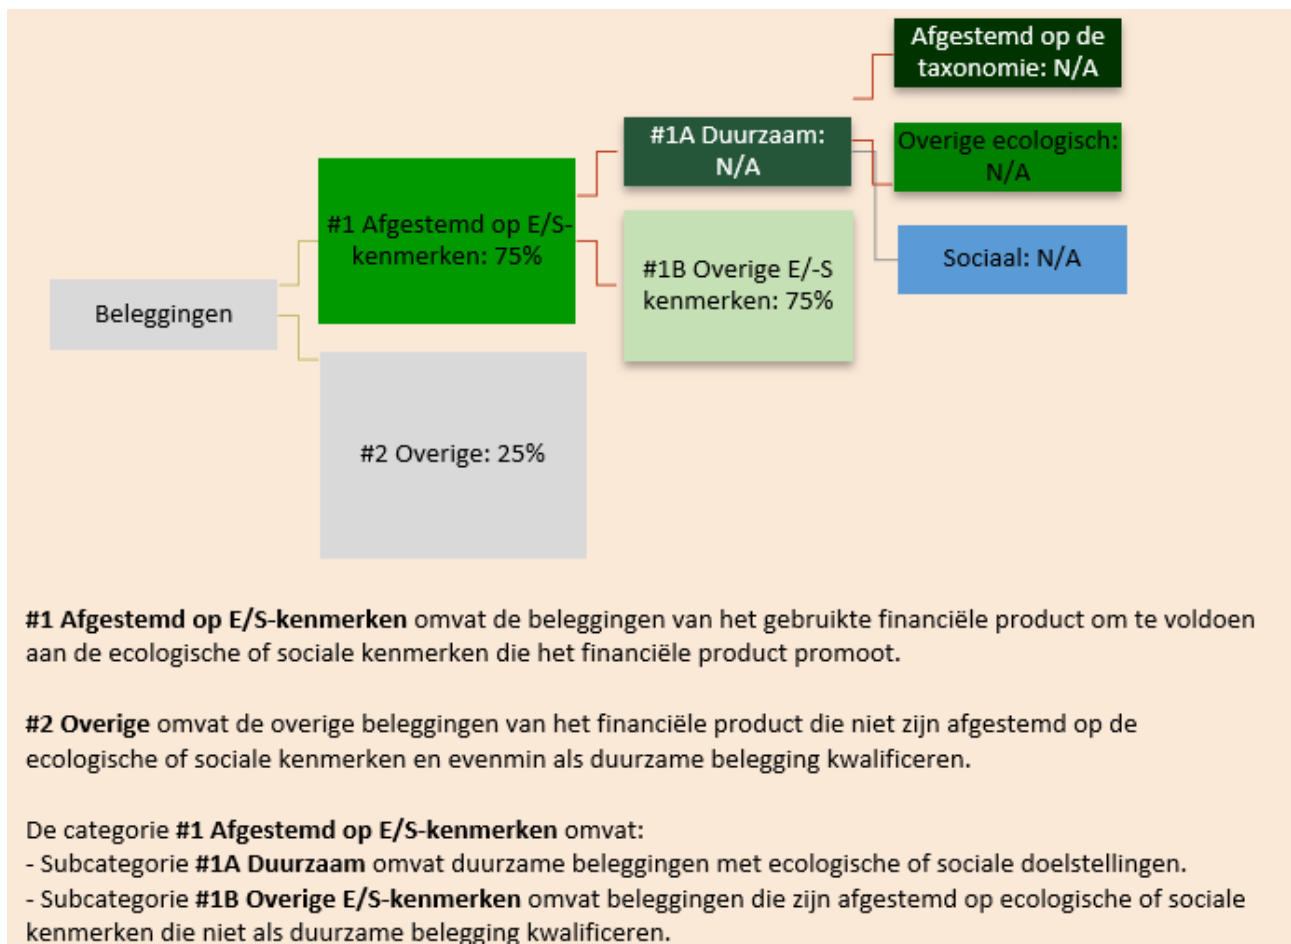 Afgestemd op de
taxonomie: N/A
#1A Duurzaam:
N/A
Overige ecologisch:
N/A
#1 Afgestemd op E/S-
kenmerken: 75%
#1B Overige E/-S
kenmerken: 75%
Sociaal: N/A
Beleggingen
#2 Overige: 25%
#1 Afgestemd op E/S-kenmerken omvat de beleggingen van het gebruikte financiële product om te voldoen
aan de ecologische of sociale kenmerken die het financiële product promoot.
#2 Overige omvat de overige beleggingen van het financiële product die niet zijn afgestemd op de
ecologische of sociale kenmerken en evenmin als duurzame belegging kwalificeren.
De categorie #1 Afgestemd op E/S-kenmerken omvat:
- Subcategorie #1A Duurzaam omvat duurzame beleggingen met ecologische of sociale doelstellingen.
- Subcategorie #1B Overige E/S-kenmerken omvat beleggingen die zijn afgestemd op ecologische of sociale
kenmerken die niet als duurzame belegging kwalificeren.